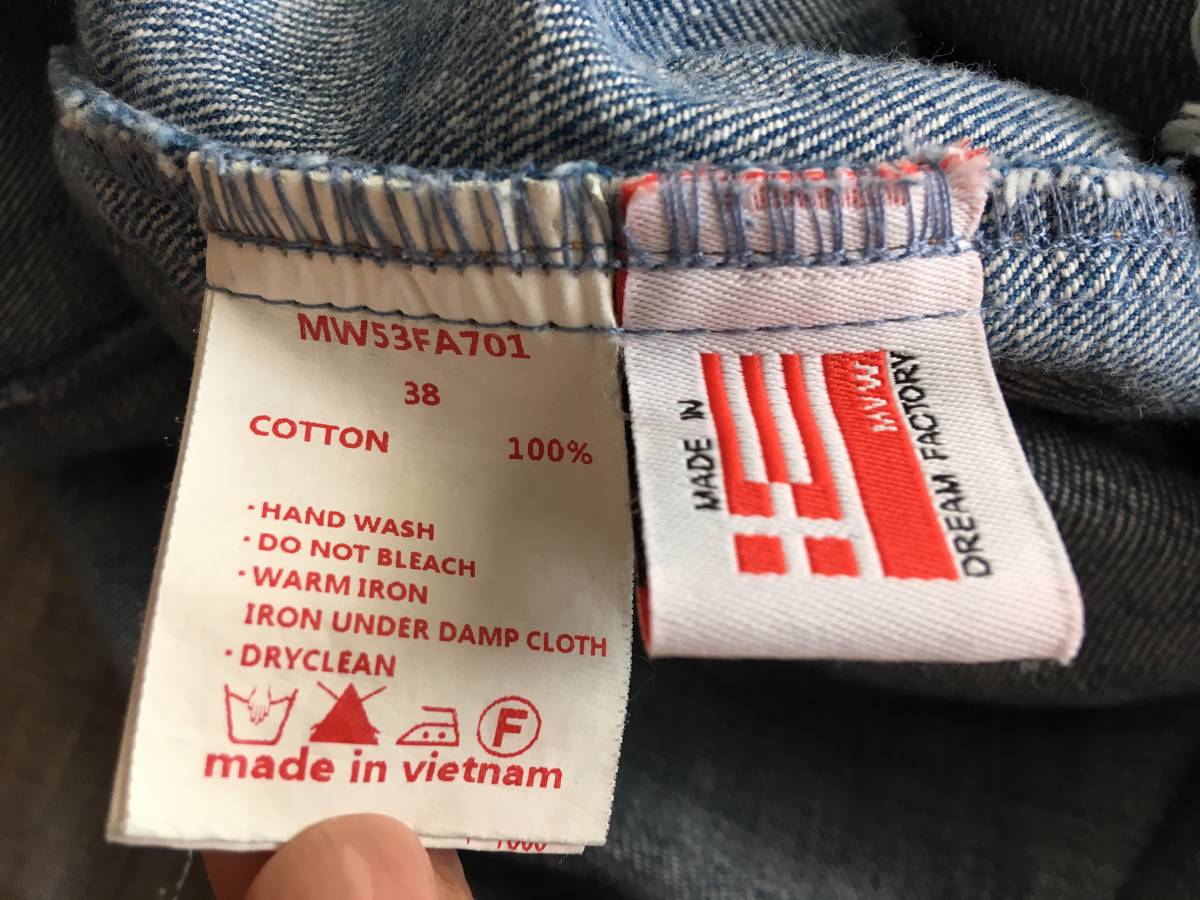 MW53FA701
38
COTTON 100%
·HAND WASH
·DO NOT BLEACH
·WARM IRON
IRON UNDER DAMP CLOTH
·DRYCLEAN
F
made in vietnam
MADE IN
MVW
DREAM FACTORY